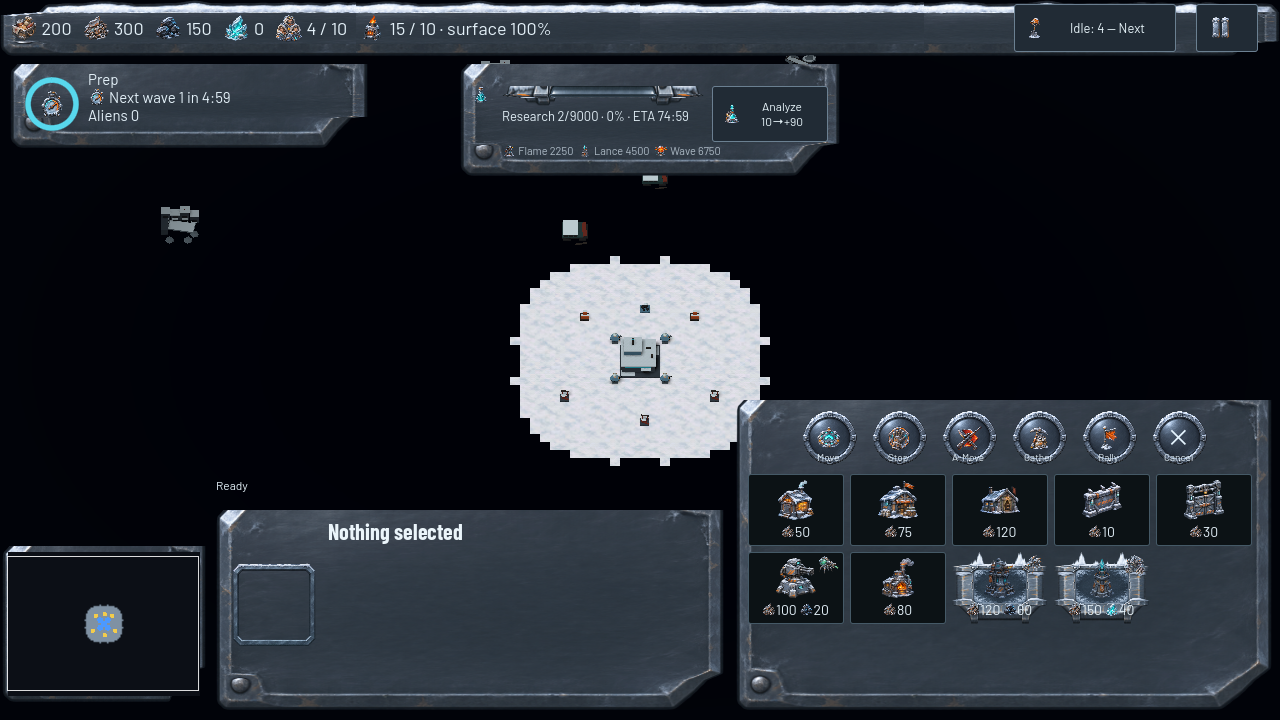 200 300 150 0 4 / 10 15 / 10 · surface 100%
Idle: 4 — Next
Prep
Next wave 1 in 4:59
Aliens 0
Research 2/9000 · 0% · ETA 74:59
Analyze
10→+90
Flame 2250 Lance 4500 Wave 6750
Ready
Nothing selected
Move Stop A-Move Gather Rally Cancel
50 75 120 10 30
100 20 80 120 60 150 40